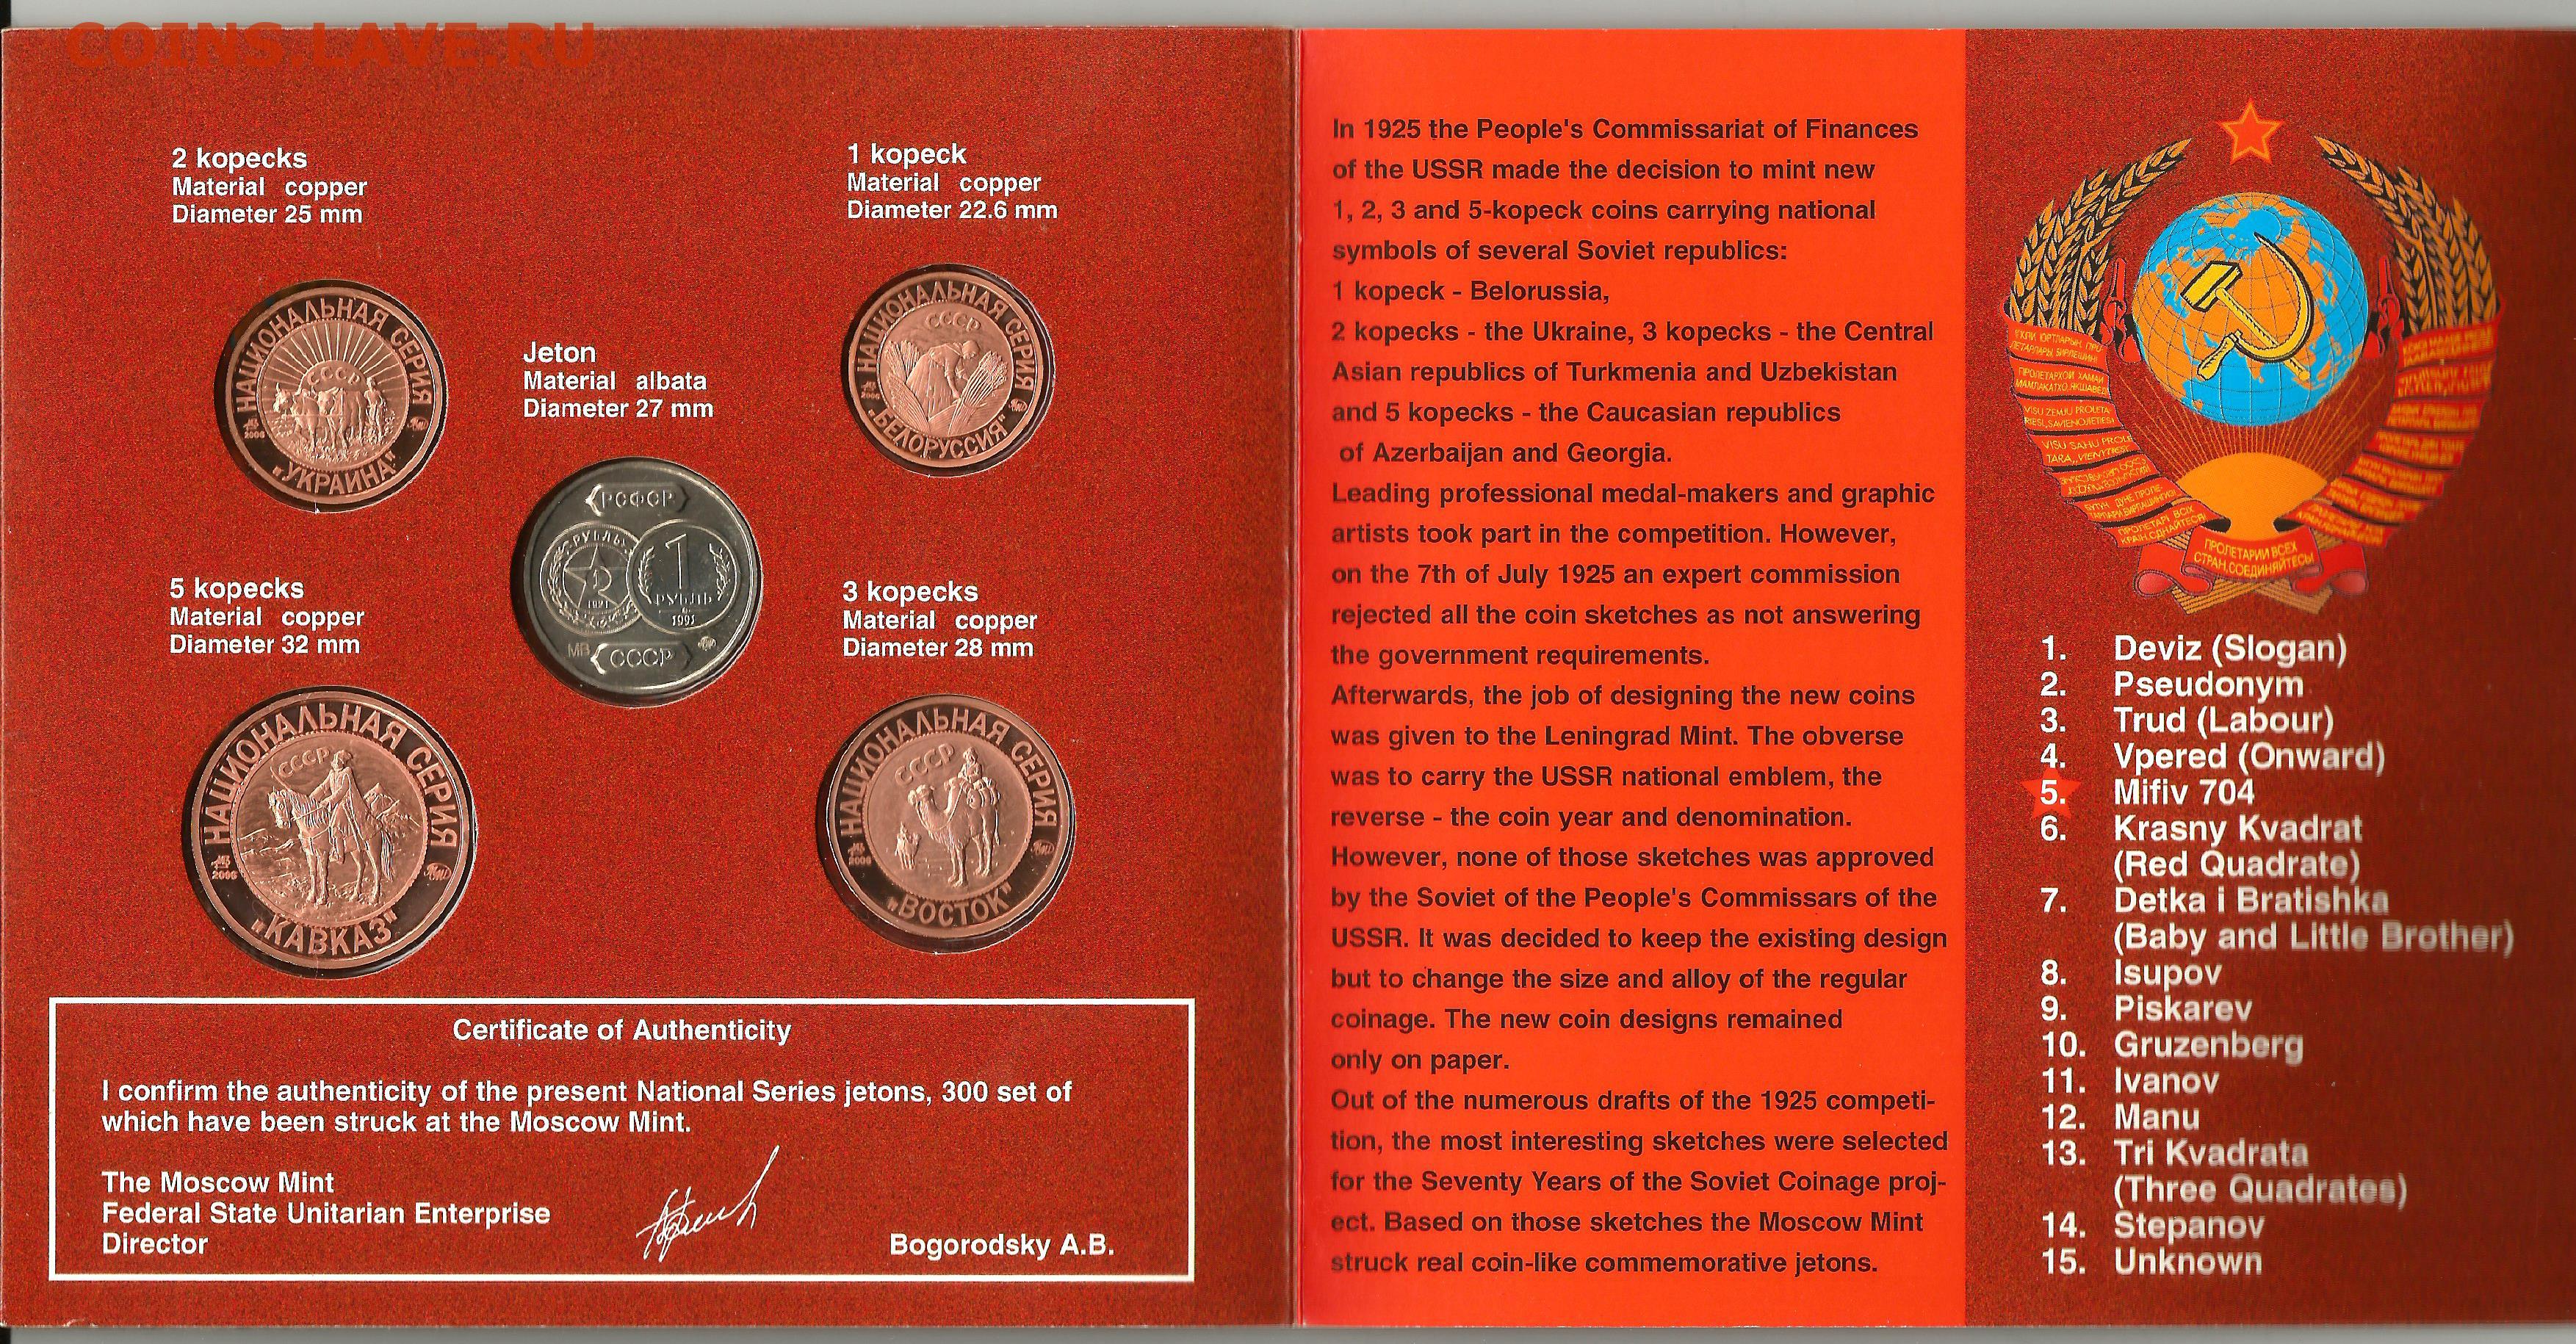 COINS.LAVE.RU
2 kopecks
Material copper
Diameter 25 mm
1 kopeck
Material copper
Diameter 22.6 mm
Jeton
Material albata
Diameter 27 mm
5 kopecks
Material copper
Diameter 32 mm
3 kopecks
Material copper
Diameter 28 mm
НАЦИОНАЛЬНАЯ СЕРИЯ
СССР
2006
"УКРАИНА"
НАЦИОНАЛЬНАЯ СЕРИЯ
СССР
2006
"БЕЛОРУССИЯ"
РСФСР
РУБЛЬ
1921
1
РУБЛЬ
1991
СССР
НАЦИОНАЛЬНАЯ СЕРИЯ
СССР
2006
"КАВКАЗ"
НАЦИОНАЛЬНАЯ СЕРИЯ
СССР
2006
"ВОСТОК"
Certificate of Authenticity
I confirm the authenticity of the present National Series jetons, 300 set of
which have been struck at the Moscow Mint.
The Moscow Mint
Federal State Unitarian Enterprise
Director
Bogorodsky A.B.
In 1925 the People's Commissariat of Finances
of the USSR made the decision to mint new
1, 2, 3 and 5-kopeck coins carrying national
symbols of several Soviet republics:
1 kopeck - Belorussia,
2 kopecks - the Ukraine, 3 kopecks - the Central
Asian republics of Turkmenia and Uzbekistan
and 5 kopecks - the Caucasian republics
of Azerbaijan and Georgia.
Leading professional medal-makers and graphic
artists took part in the competition. However,
on the 7th of July 1925 an expert commission
rejected all the coin sketches as not answering
the government requirements.
Afterwards, the job of designing the new coins
was given to the Leningrad Mint. The obverse
was to carry the USSR national emblem, the
reverse - the coin year and denomination.
However, none of those sketches was approved
by the Soviet of the People's Commissars of the
USSR. It was decided to keep the existing design
but to change the size and alloy of the regular
coinage. The new coin designs remained
only on paper.
Out of the numerous drafts of the 1925 competi-
tion, the most interesting sketches were selected
for the Seventy Years of the Soviet Coinage proj-
ect. Based on those sketches the Moscow Mint
struck real coin-like commemorative jetons.
ПРОЛЕТАРИИ ВСЕХ
СТРАН, СОЕДИНЯЙТЕСЬ!
1. Deviz (Slogan)
2. Pseudonym
3. Trud (Labour)
4. Vpered (Onward)
5. Mifiv 704
6. Krasny Kvadrat
(Red Quadrate)
7. Detka i Bratishka
(Baby and Little Brother)
8. Isupov
9. Piskarev
10. Gruzenberg
11. Ivanov
12. Manu
13. Tri Kvadrata
(Three Quadrates)
14. Stepanov
15. Unknown